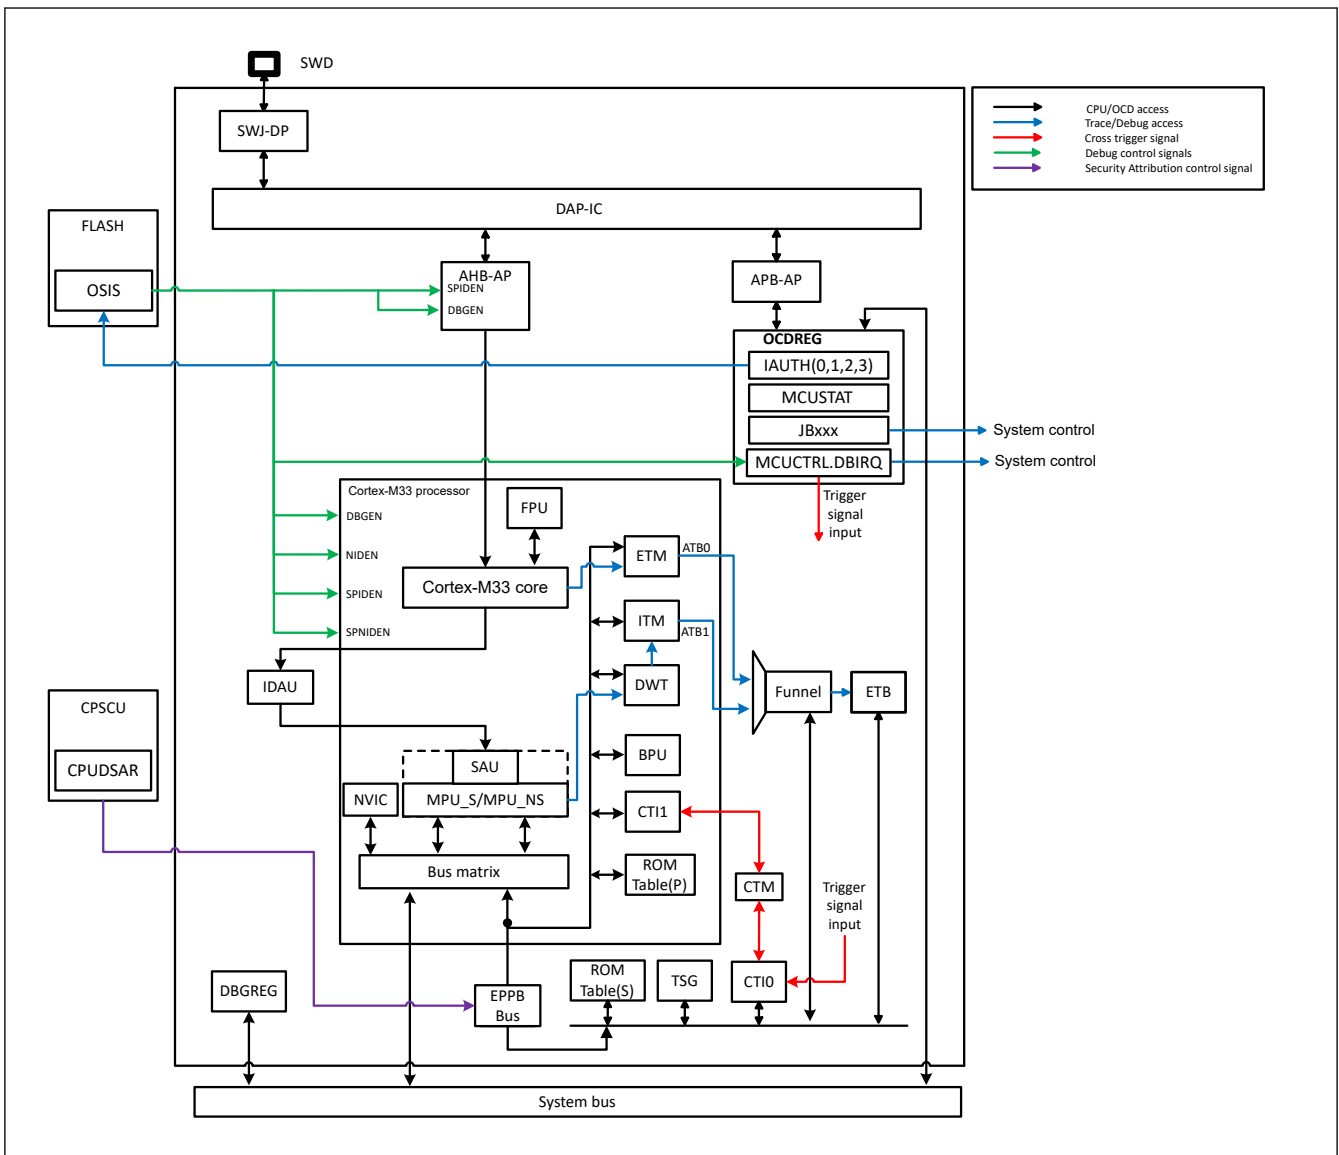 SWD
SWJ-DP
CPU/OCD access
Trace/Debug access
Cross trigger signal
Debug control signals
Security Attribution control signal
DAP-IC
FLASH
OSIS
AHB-AP
SPIDEN
DBGEN
APB-AP
OCDREG
IAUTH(0,1,2,3)
MCUSTAT
JBxxx
System control
MCUCTRL.DBIRQ
System control
Trigger
signal
input
Cortex-M33 processor
DBGEN
NIDEN
SPIDEN
SPNIDEN
FPU
Cortex-M33 core
ETM
ATB0
ITM
ATB1
DWT
IDAU
Funnel
ETB
CPSCU
CPUDSAR
SAU
NVIC
MPU_S/MPU_NS
BPU
CTI1
Bus matrix
ROM
Table(P)
CTM
Trigger
signal
input
DBGREG
EPPB
Bus
ROM
Table(S)
TSG
CTI0
System bus